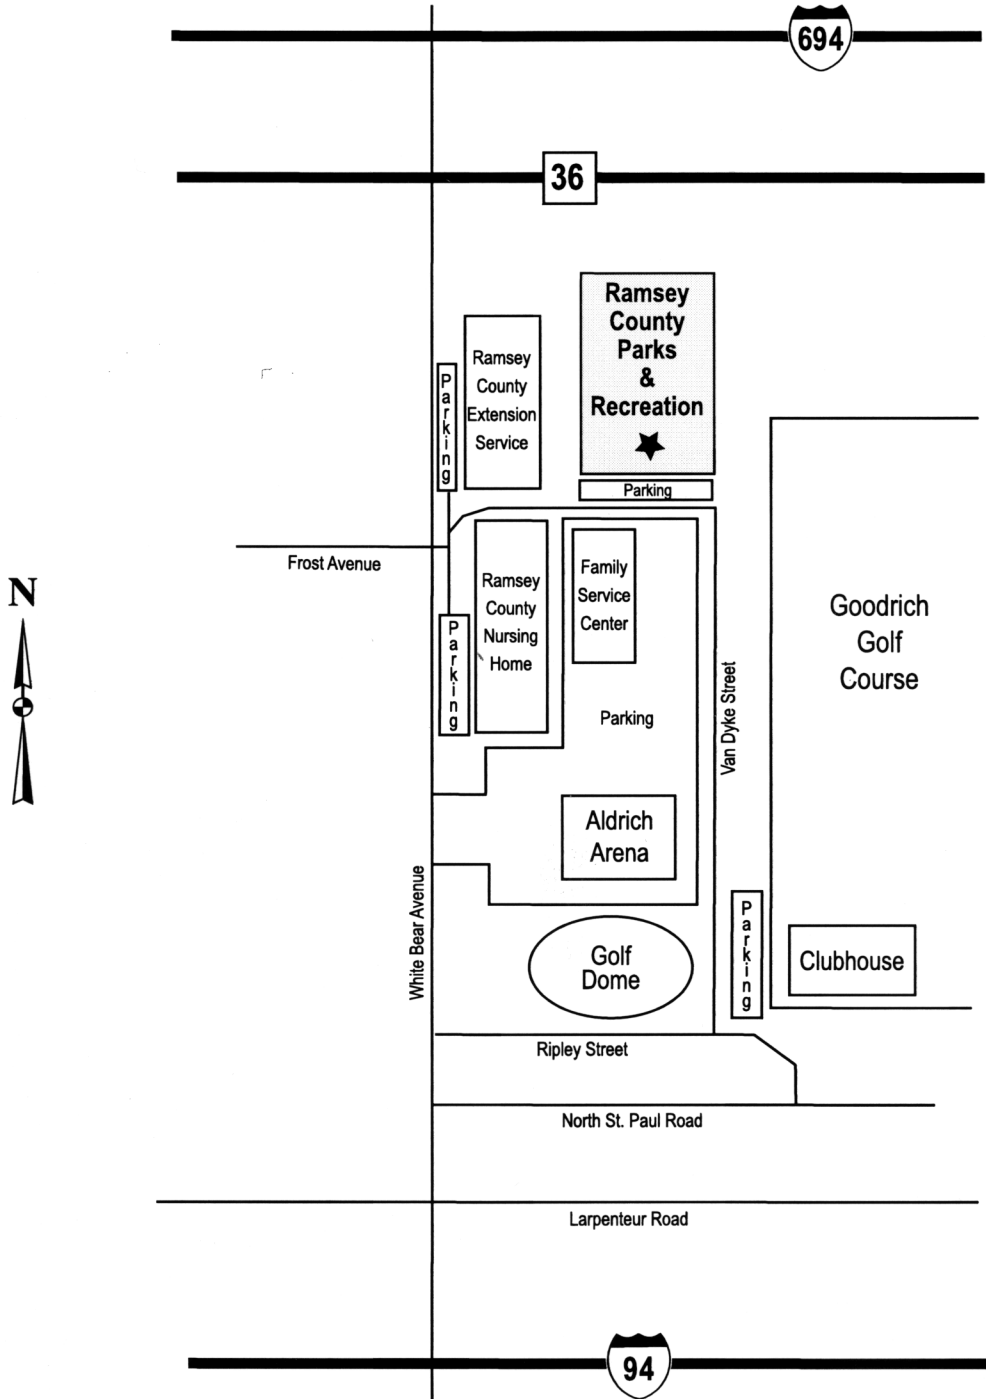 694
36
Ramsey
County
Parks
&
Recreation
Parking
Ramsey
County
Extension
Service
Parking
Frost Avenue
Ramsey
County
Nursing
Home
Parking
Family
Service
Center
Parking
Van Dyke Street
Goodrich
Golf
Course
N
Aldrich
Arena
White Bear Avenue
Golf
Dome
Parking
Clubhouse
Ripley Street
North St. Paul Road
Larpenteur Road
94